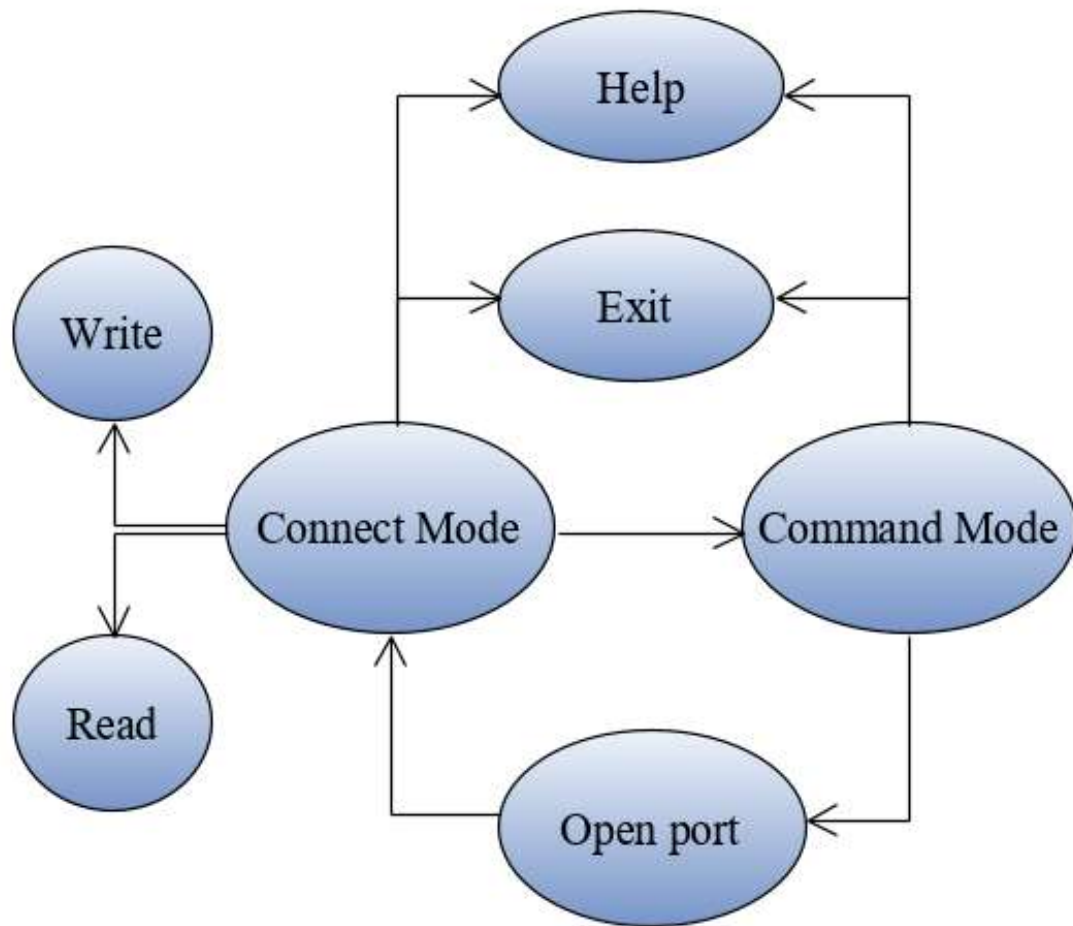 Help
Exit
Write
Connect Mode
Command Mode
Read
Open port